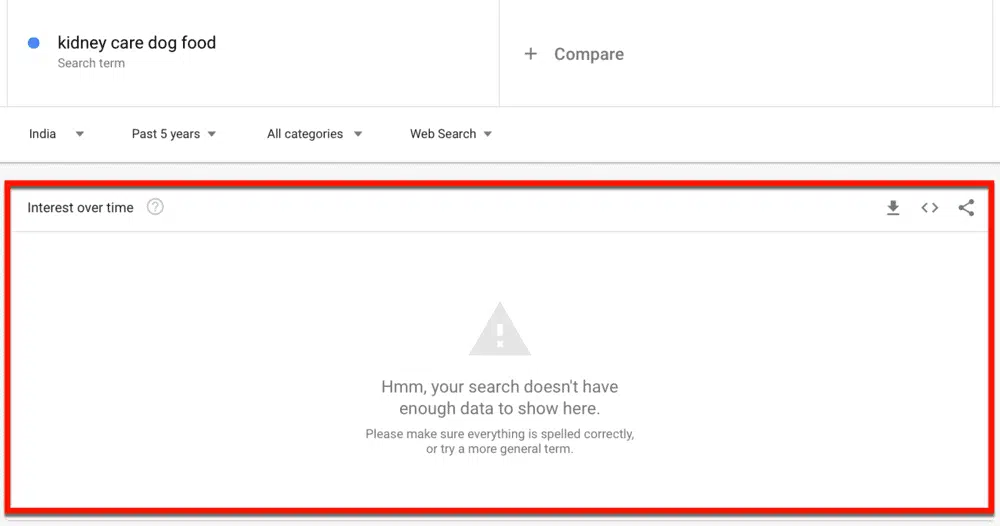 kidney care dog food
Search term
+ Compare
India
Past 5 years
All categories
Web Search
Interest over time
?
Hmm, your search doesn't have
enough data to show here.
Please make sure everything is spelled correctly,
or try a more general term.